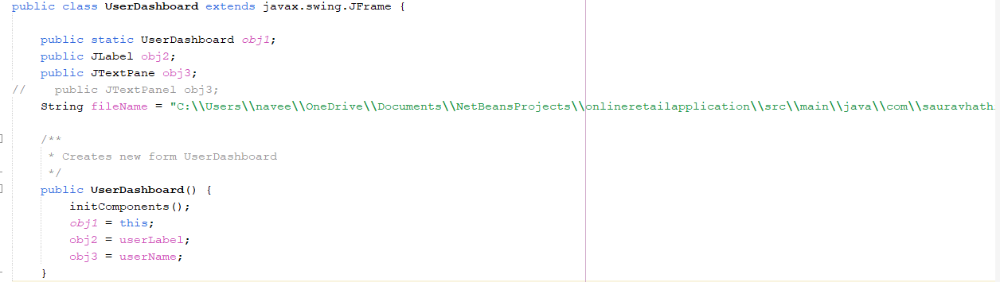 public class UserDashboard extends javax.swing.JFrame {
public static UserDashboard obj1;
public JLabel obj2;
public JTextPane obj3;
// public JTextPanel obj3;
String fileName = "C:\\Users\\navee\\OneDrive\\Documents\\NetBeansProjects\\onlineretailapplication\\src\\main\\java\\com\\sauravhath
/**
* Creates new form UserDashboard
*/
public UserDashboard() {
initComponents();
obj1 = this;
obj2 = userLabel;
obj3 = userName;
}